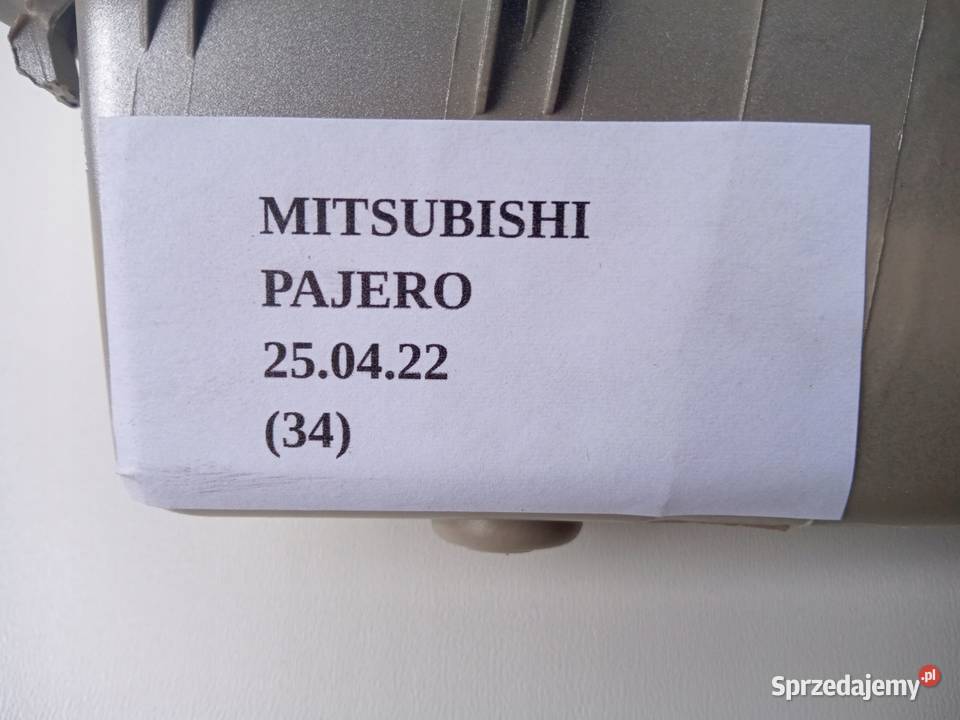 MITSUBISHI
PAJERO
25.04.22
(34)
Sprzedajemy.pl